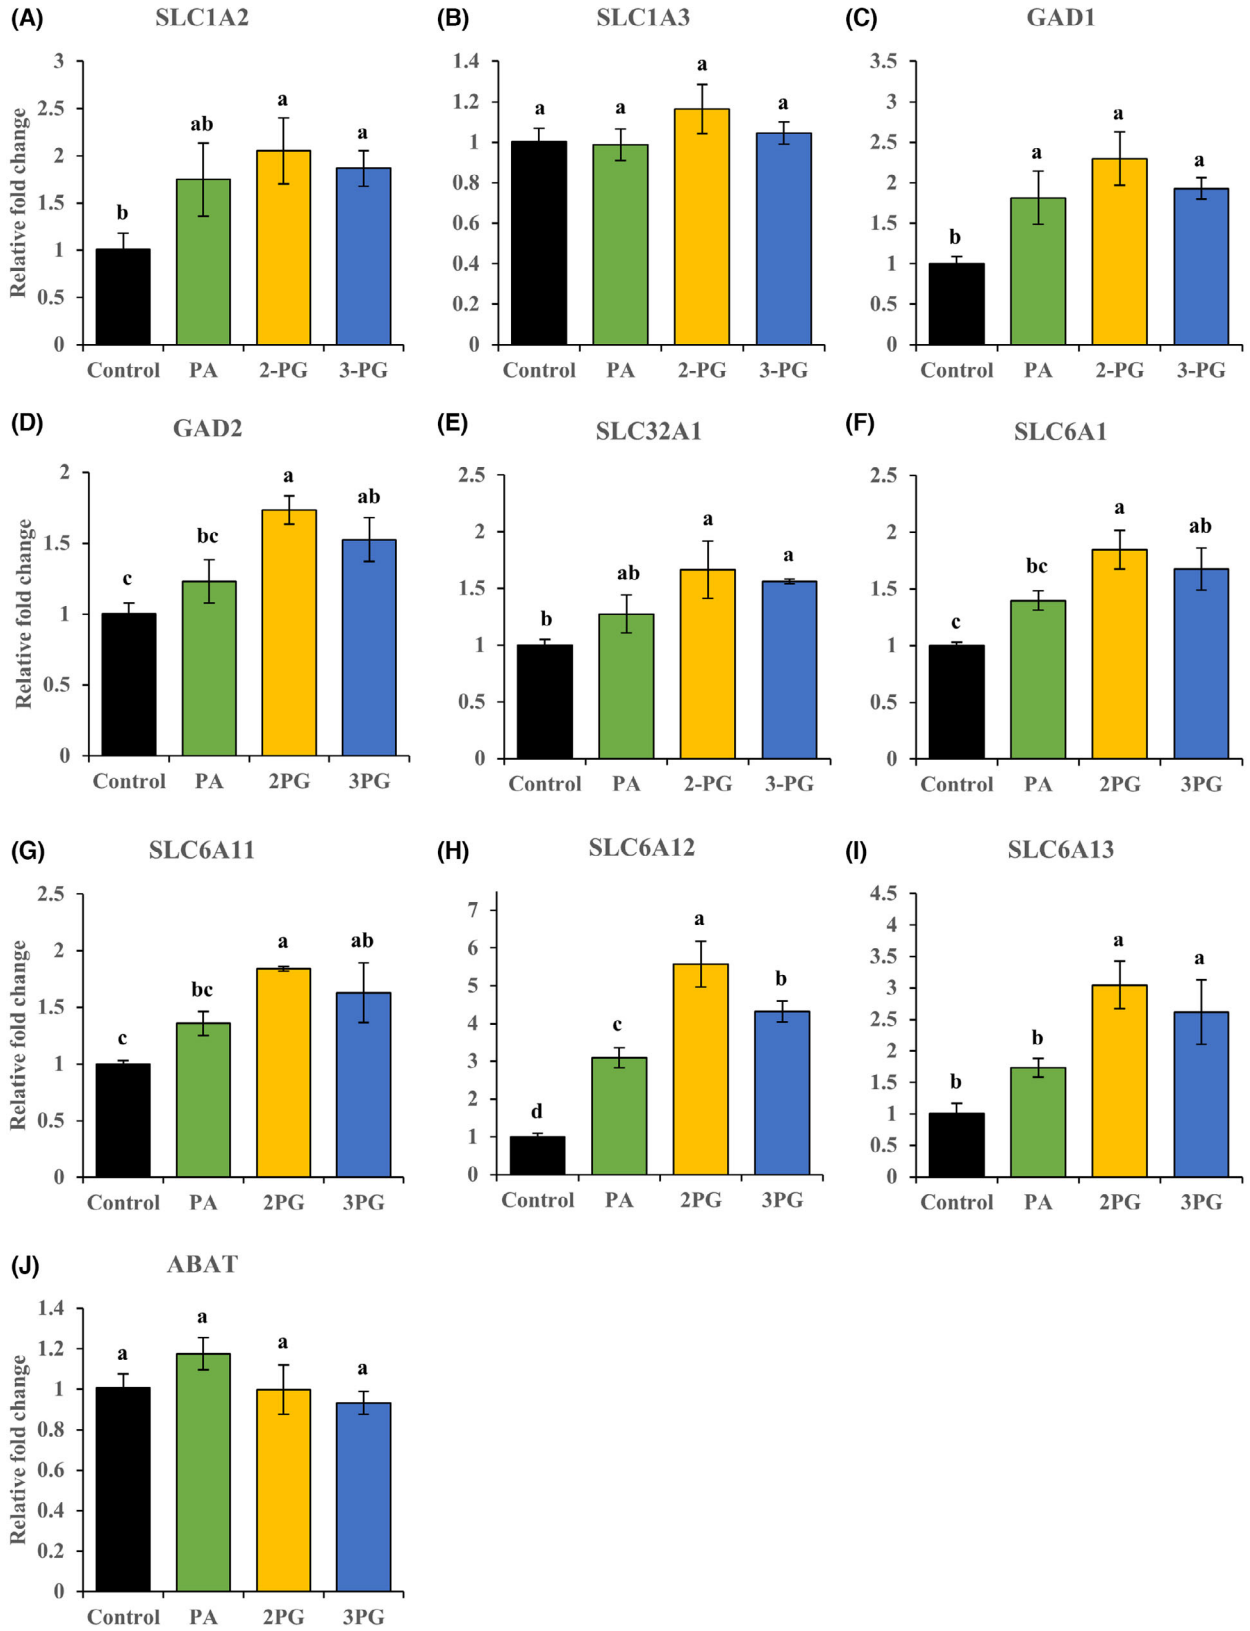 (A) SLC1A2
Relative fold change
3
2.5
2
1.5
1
0.5
0
b
ab
a
a
Control PA 2-PG 3-PG
(B) SLC1A3
1.4
1.2
1
0.8
0.6
0.4
0.2
0
a
a
a
a
Control PA 2-PG 3-PG
(C) GAD1
3.5
3
2.5
2
1.5
1
0.5
0
b
a
a
a
Control PA 2-PG 3-PG
(D) GAD2
Relative fold change
2
1.5
1
0.5
0
c
bc
a
ab
Control PA 2PG 3PG
(E) SLC32A1
2.5
2
1.5
1
0.5
0
b
ab
a
a
Control PA 2-PG 3-PG
(F) SLC6A1
2.5
2
1.5
1
0.5
0
c
bc
a
ab
Control PA 2PG 3PG
(G) SLC6A11
Relative fold change
2.5
2
1.5
1
0.5
0
c
bc
a
ab
Control PA 2PG 3PG
(H) SLC6A12
7
6
5
4
3
2
1
0
d
c
a
b
Control PA 2PG 3PG
(I) SLC6A13
4.5
4
3.5
3
2.5
2
1.5
1
0.5
0
b
b
a
a
Control PA 2PG 3PG
(J) ABAT
Relative fold change
1.4
1.2
1
0.8
0.6
0.4
0.2
0
a
a
a
a
Control PA 2PG 3PG